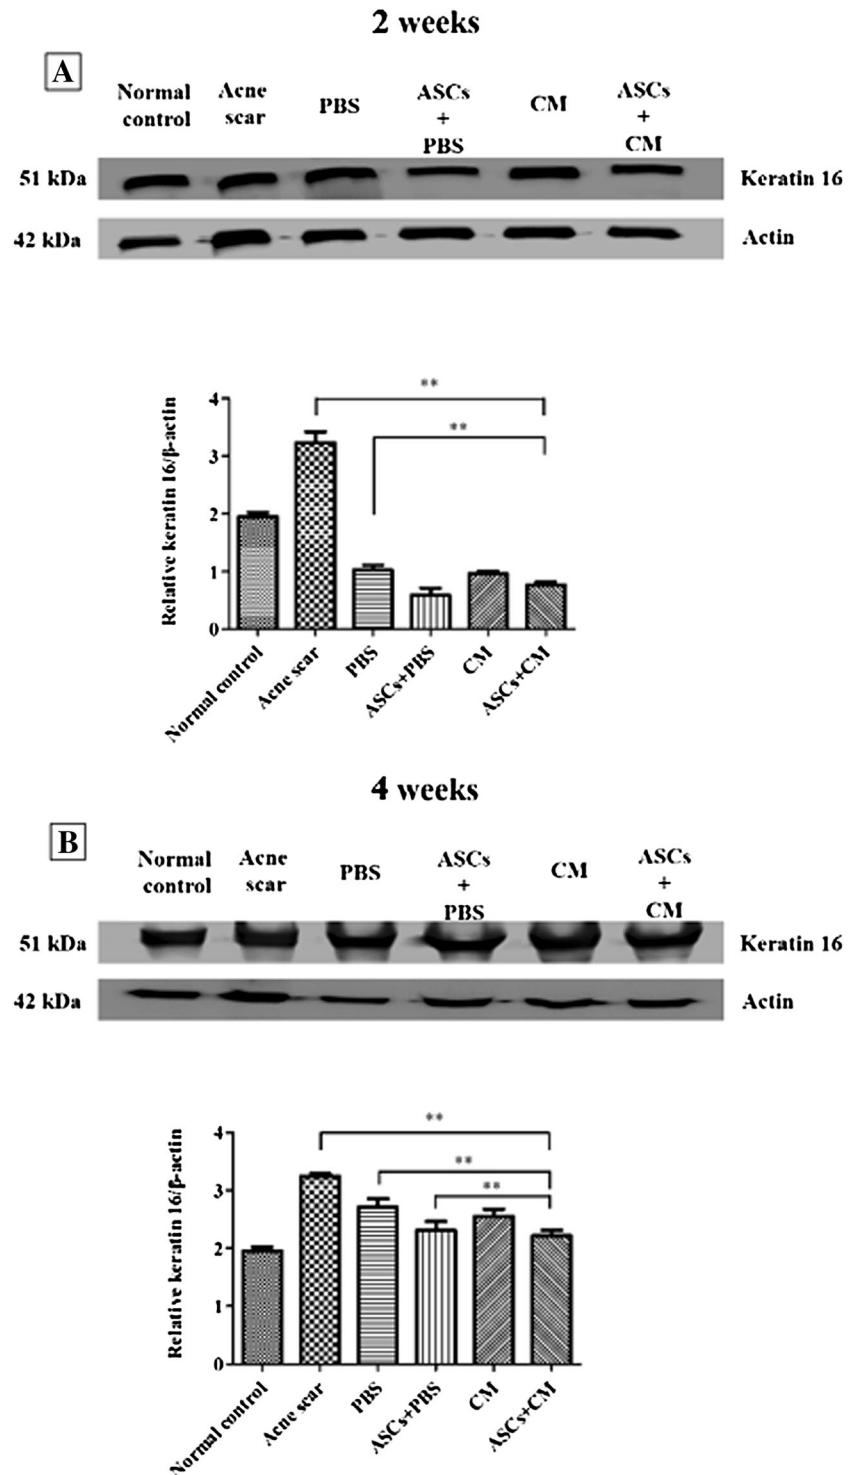 2 weeks
A
Normal control
Acne scar
PBS
ASCs + PBS
CM
ASCs + CM
51 kDa
Keratin 16
42 kDa
Actin
Relative keratin 16/β-actin
4
3
2
1
0
**
**
Normal control
Acne scar
PBS
ASCs+PBS
CM
ASCs+CM
4 weeks
B
Normal control
Acne scar
PBS
ASCs + PBS
CM
ASCs + CM
51 kDa
Keratin 16
42 kDa
Actin
Relative keratin 16/β-actin
4
3
2
1
0
**
**
**
Normal control
Acne scar
PBS
ASCs+PBS
CM
ASCs+CM